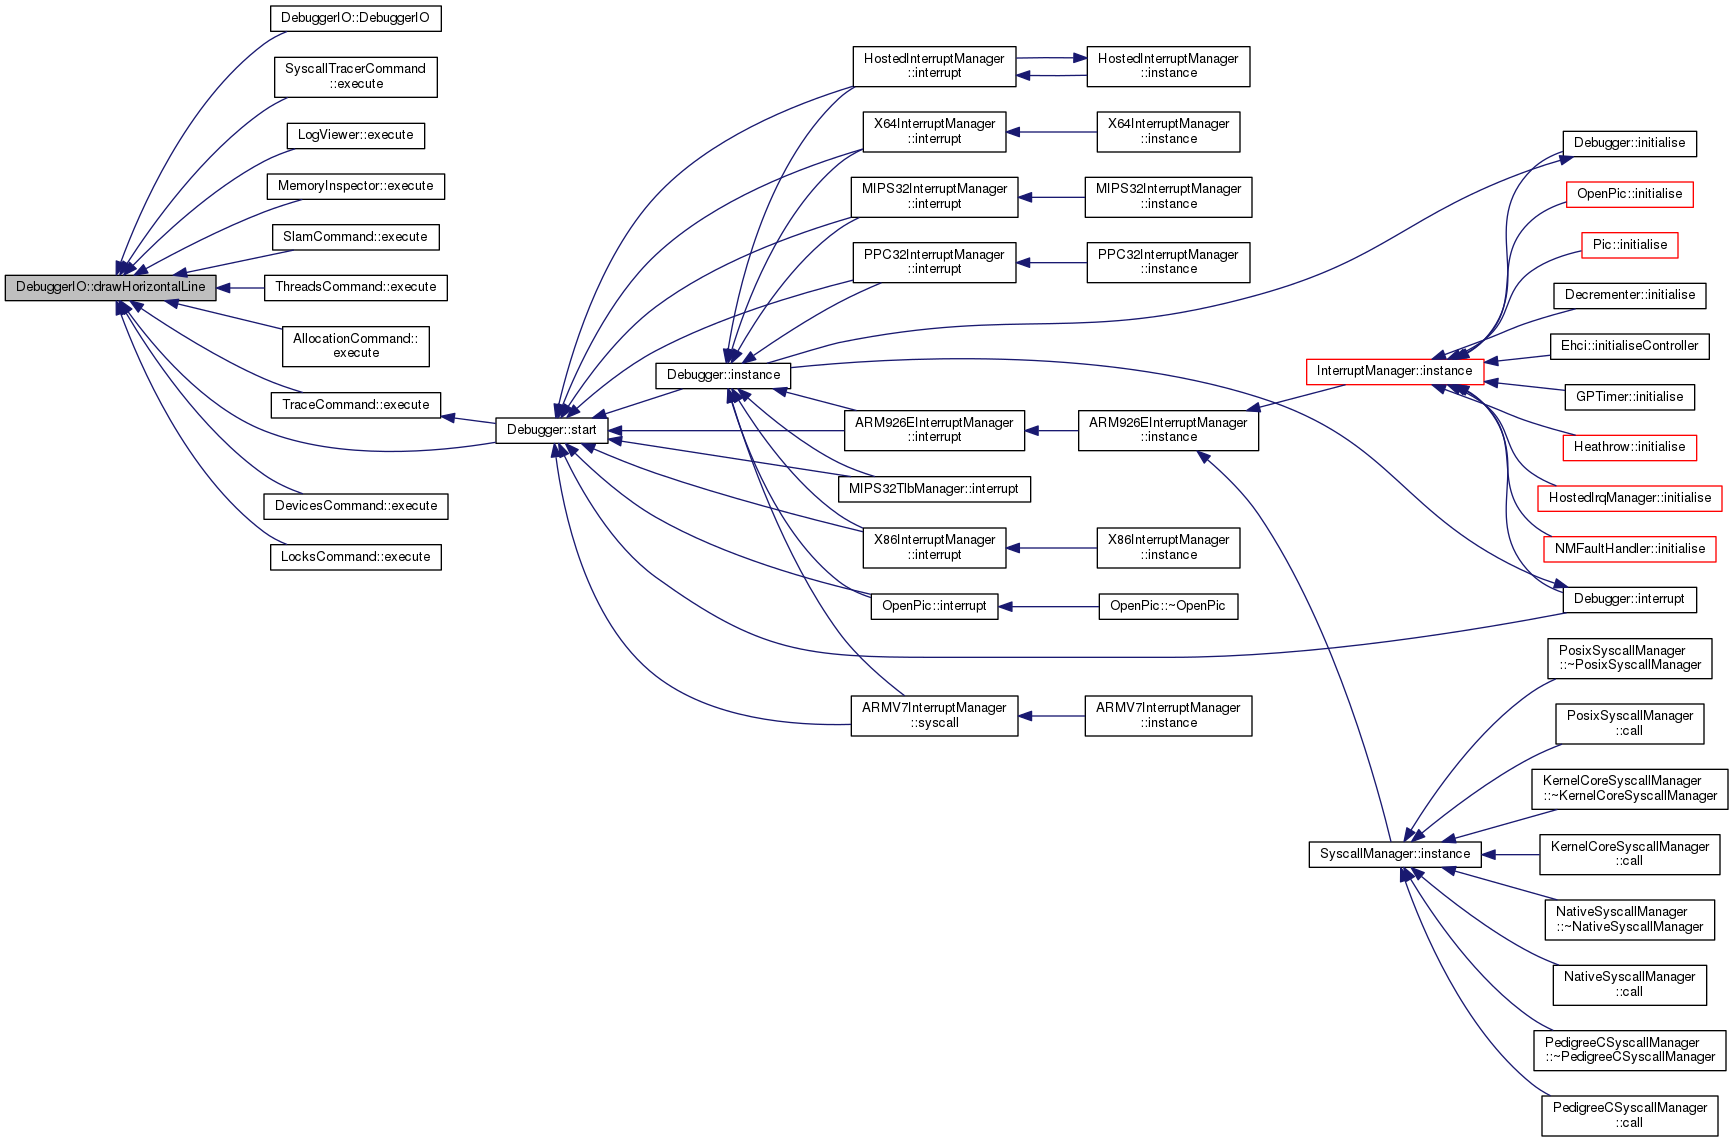 DebuggerIO::drawHorizontalLine
DebuggerIO::DebuggerIO
SyscallTracerCommand
::execute
LogViewer::execute
MemoryInspector::execute
SlamCommand::execute
ThreadsCommand::execute
AllocationCommand::
execute
TraceCommand::execute
DevicesCommand::execute
LocksCommand::execute
Debugger::start
Debugger::instance
HostedInterruptManager
::interrupt
X64InterruptManager
::interrupt
MIPS32InterruptManager
::interrupt
PPC32InterruptManager
::interrupt
ARM926EInterruptManager
::interrupt
MIPS32TlbManager::interrupt
X86InterruptManager
::interrupt
OpenPic::interrupt
ARMV7InterruptManager
::syscall
HostedInterruptManager
::instance
X64InterruptManager
::instance
MIPS32InterruptManager
::instance
PPC32InterruptManager
::instance
ARM926EInterruptManager
::instance
X86InterruptManager
::instance
OpenPic::~OpenPic
ARMV7InterruptManager
::instance
InterruptManager::instance
SyscallManager::instance
Debugger::initialise
OpenPic::initialise
Pic::initialise
Decrementer::initialise
Ehci::initialiseController
GPTimer::initialise
Heathrow::initialise
HostedIrqManager::initialise
NMFaultHandler::initialise
Debugger::interrupt
PosixSyscallManager
::~PosixSyscallManager
PosixSyscallManager
::call
KernelCoreSyscallManager
::~KernelCoreSyscallManager
KernelCoreSyscallManager
::call
NativeSyscallManager
::~NativeSyscallManager
NativeSyscallManager
::call
PedigreeCSyscallManager
::~PedigreeCSyscallManager
PedigreeCSyscallManager
::call